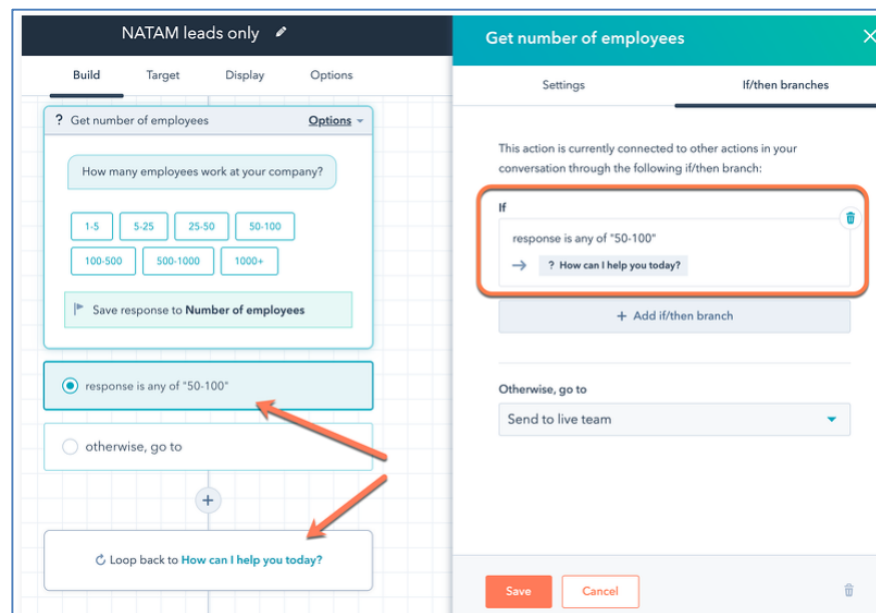 NATAM leads only
Build Target Display Options
? Get number of employees Options
How many employees work at your company?
1-5 5-25 25-50 50-100
100-500 500-1000 1000+
Save response to Number of employees
response is any of "50-100"
otherwise, go to
+
Loop back to How can I help you today?
Get number of employees
Settings If/then branches
This action is currently connected to other actions in your
conversation through the following if/then branch:
If
response is any of "50-100"
→ ? How can I help you today?
+ Add if/then branch
Otherwise, go to
Send to live team
Save Cancel